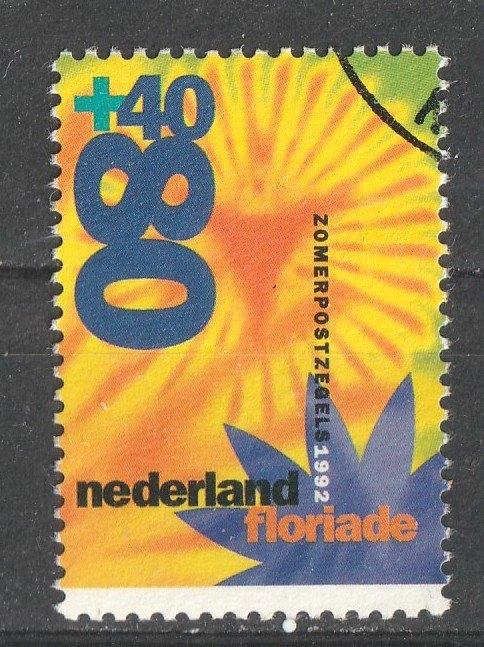 +40
80
ZOMERPOSTZEGELS 1992
nederland
floriade